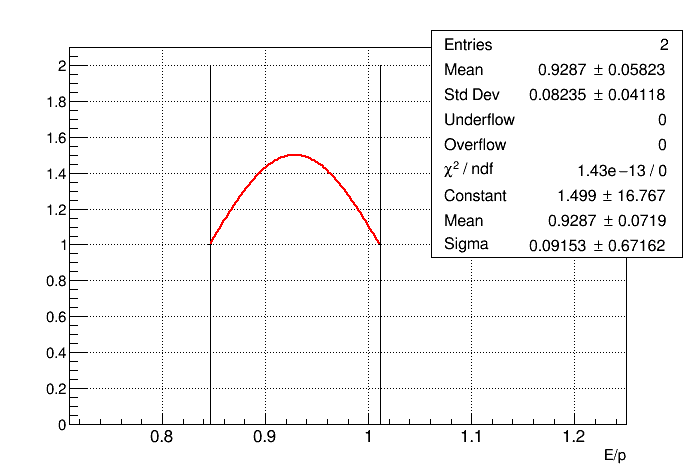 Entries 2
Mean 0.9287 ± 0.05823
Std Dev 0.08235 ± 0.04118
Underflow 0
Overflow 0
χ² / ndf 1.43e−13 / 0
Constant 1.499 ± 16.767
Mean 0.9287 ± 0.0719
Sigma 0.09153 ± 0.67162
2
1.8
1.6
1.4
1.2
1
0.8
0.6
0.4
0.2
0
0.8 0.9 1 1.1 1.2
E/p